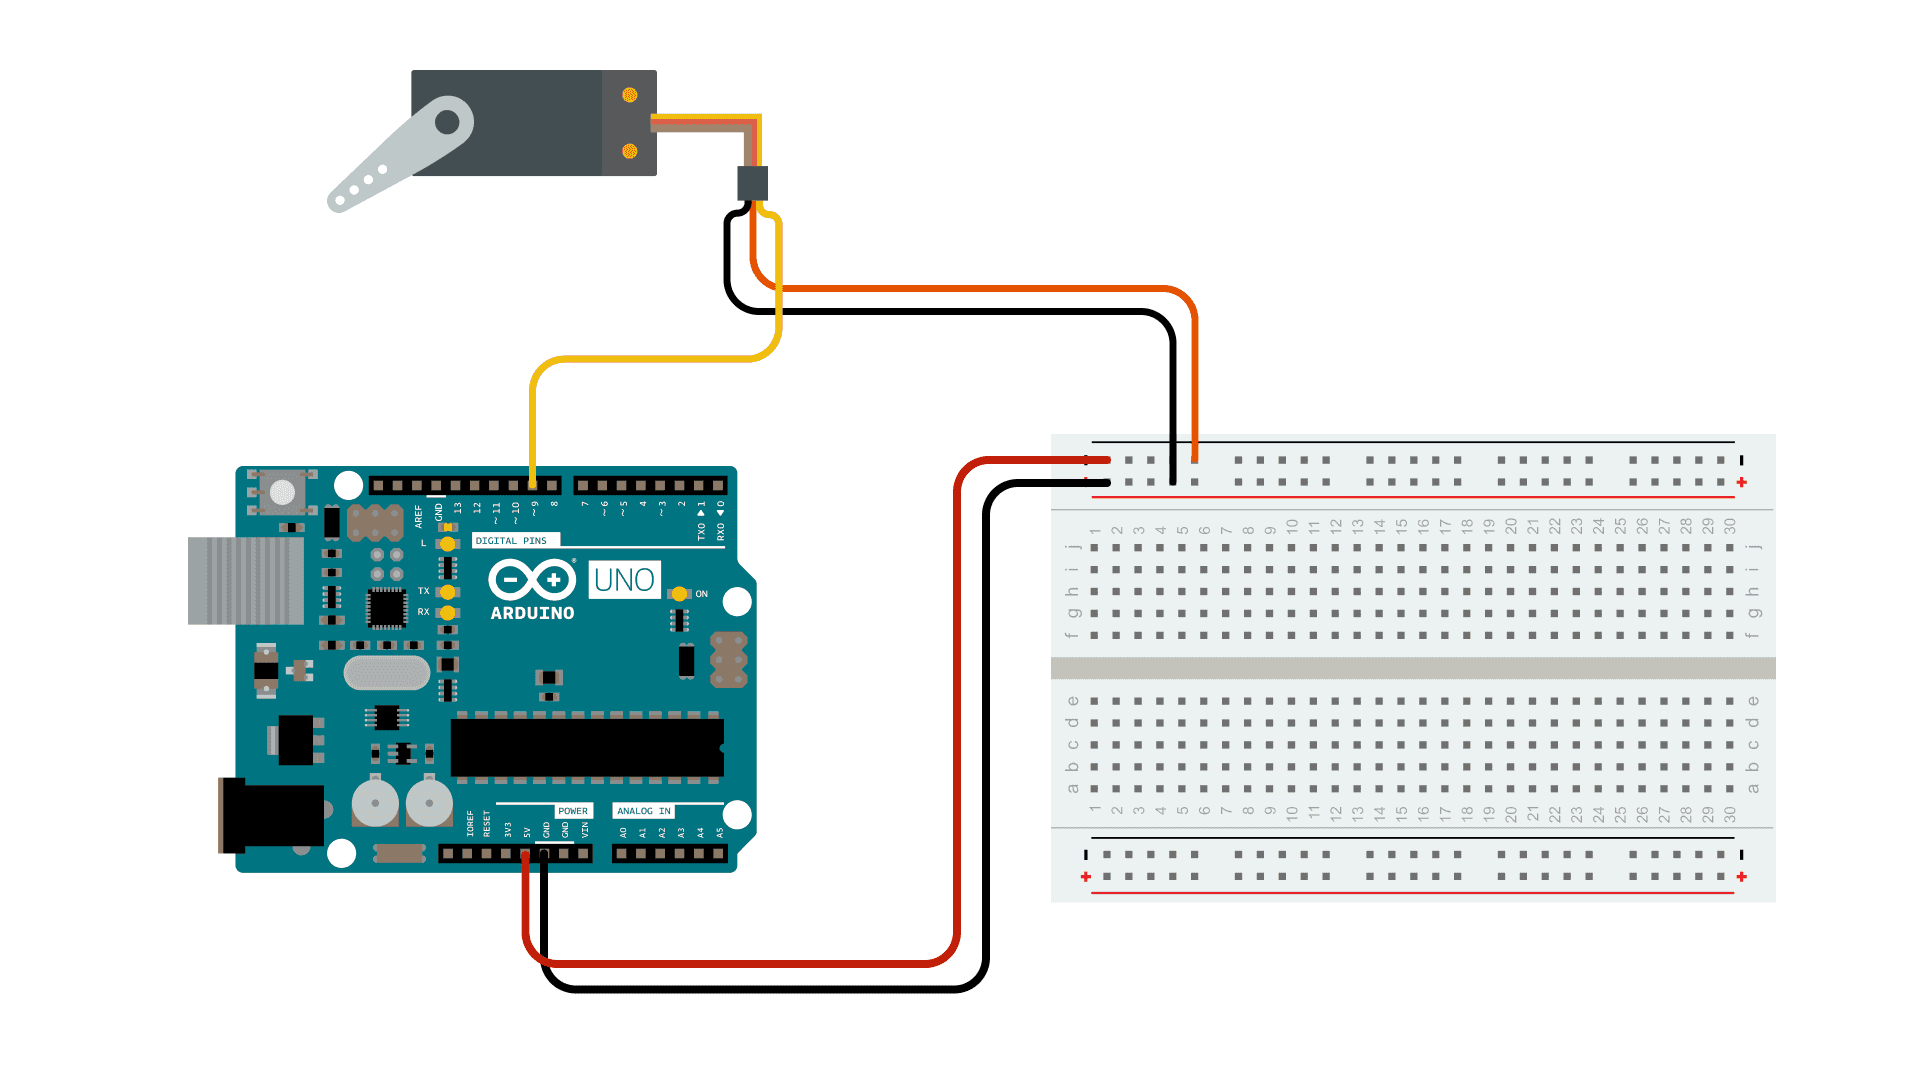 AREF
GND
13
12
~11
~10
~9
8
7
~6
~5
4
~3
2
TX0 ▶ 1
RX0 ◀ 0
L
DIGITAL PINS
TX
RX
ARDUINO
UNO
ON
®
IOREF
RESET
3V3
5V
GND
GND
VIN
POWER
ANALOG IN
A0
A1
A2
A3
A4
A5
+
1 2 3 4 5 6 7 8 9 10 11 12 13 14 15 16 17 18 19 20 21 22 23 24 25 26 27 28 29 30
j j
i i
h h
g g
f f
e e
d d
c c
b b
a a
1 2 3 4 5 6 7 8 9 10 11 12 13 14 15 16 17 18 19 20 21 22 23 24 25 26 27 28 29 30
- -
+ +